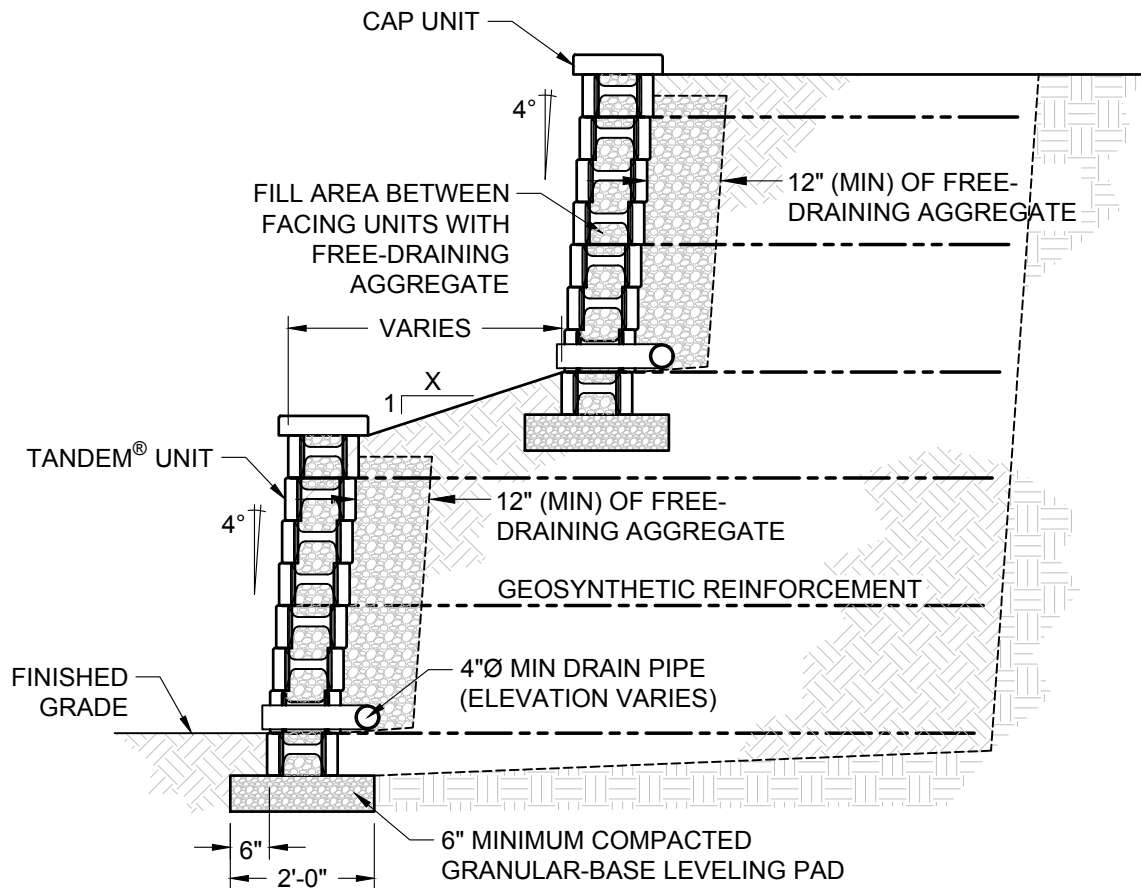 CAP UNIT
4°
12" (MIN) OF FREE-
DRAINING AGGREGATE
FILL AREA BETWEEN
FACING UNITS WITH
FREE-DRAINING
AGGREGATE
VARIES
X
1
TANDEM® UNIT
12" (MIN) OF FREE-
DRAINING AGGREGATE
4°
GEOSYNTHETIC REINFORCEMENT
4"Ø MIN DRAIN PIPE
(ELEVATION VARIES)
FINISHED
GRADE
6" MINIMUM COMPACTED
GRANULAR-BASE LEVELING PAD
6"
2'-0"